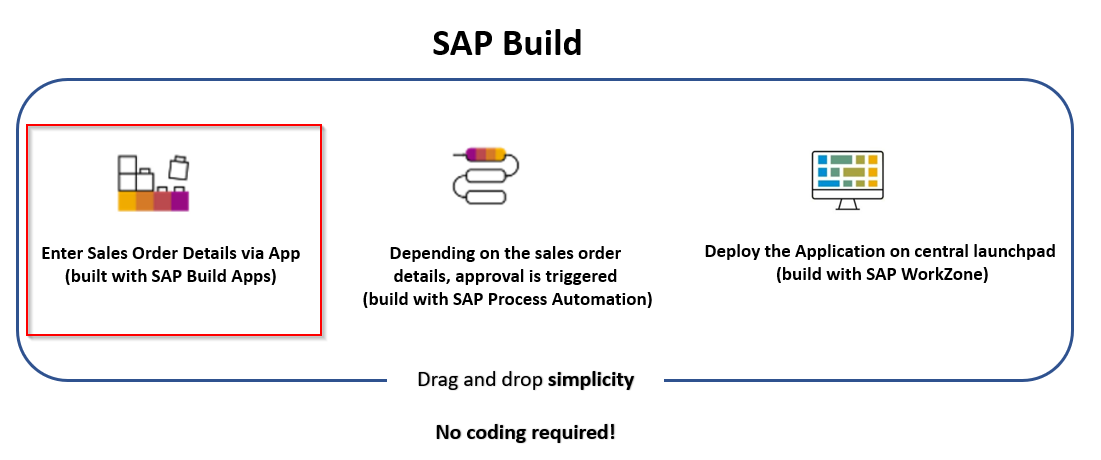 SAP Build
Enter Sales Order Details via App
(built with SAP Build Apps)
Depending on the sales order
details, approval is triggered
(build with SAP Process Automation)
Deploy the Application on central launchpad
(build with SAP WorkZone)
Drag and drop simplicity
No coding required!